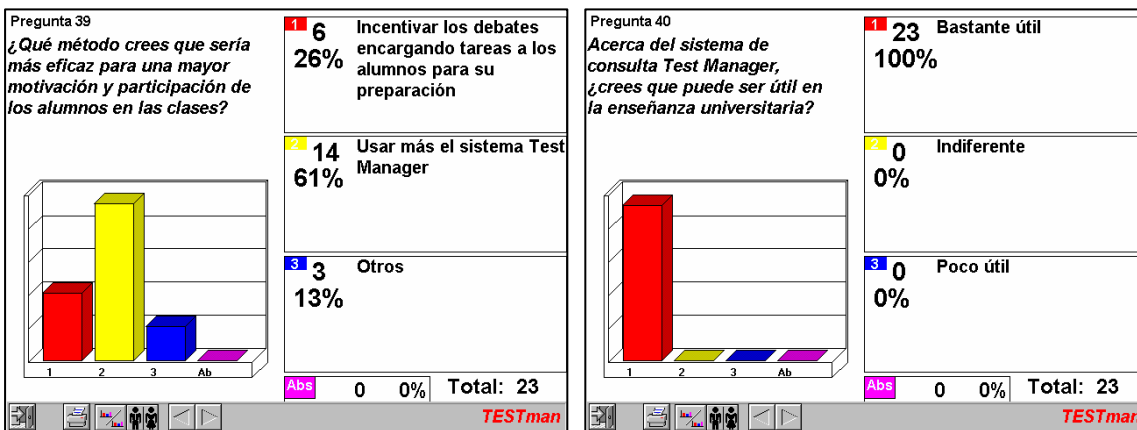 Pregunta 39
¿Qué método crees que sería
más eficaz para una mayor
motivación y participación de
los alumnos en las clases?
1 6 Incentivar los debates
26% encargando tareas a los
alumnos para su
preparación
2 14 Usar más el sistema Test
61% Manager
3 3 Otros
13%
1 2 3 Ab
Abs 0 0% Total: 23
TESTman
Pregunta 40
Acerca del sistema de
consulta Test Manager,
¿crees que puede ser útil en
la enseñanza universitaria?
1 23 Bastante útil
100%
2 0 Indiferente
0%
3 0 Poco útil
0%
1 2 3 Ab
Abs 0 0% Total: 23
TESTman